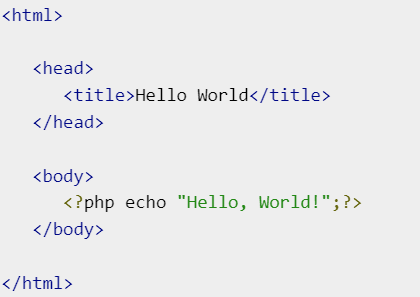 <html>
<head>
<title>Hello World</title>
</head>
<body>
<?php echo "Hello, World!";?>
</body>
</html>